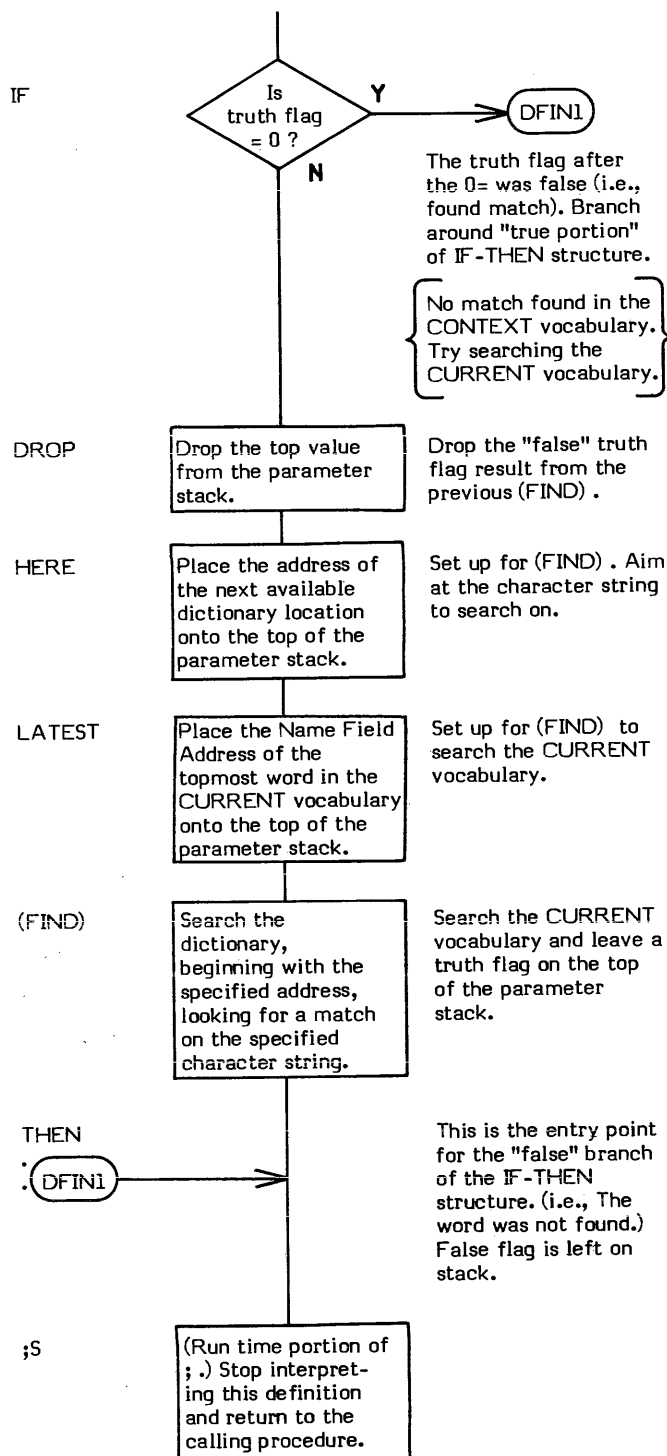 IF
Is
truth flag
= 0 ?
Y
N
DFIN1
The truth flag after
the 0= was false (i.e.,
found match). Branch
around "true portion"
of IF-THEN structure.
No match found in the
CONTEXT vocabulary.
Try searching the
CURRENT vocabulary.
DROP
Drop the top value
from the parameter
stack.
Drop the "false" truth
flag result from the
previous (FIND) .
HERE
Place the address of
the next available
dictionary location
onto the top of the
parameter stack.
Set up for (FIND) . Aim
at the character string
to search on.
LATEST
Place the Name Field
Address of the
topmost word in the
CURRENT vocabulary
onto the top of the
parameter stack.
Set up for (FIND) to
search the CURRENT
vocabulary.
(FIND)
Search the
dictionary,
beginning with the
specified address,
looking for a match
on the specified
character string.
Search the CURRENT
vocabulary and leave a
truth flag on the top
of the parameter
stack.
THEN
: DFIN1
This is the entry point
for the "false" branch
of the IF-THEN
structure. (i.e., The
word was not found.)
False flag is left on
stack.
;S
(Run time portion of
; .) Stop interpret-
ing this definition
and return to the
calling procedure.